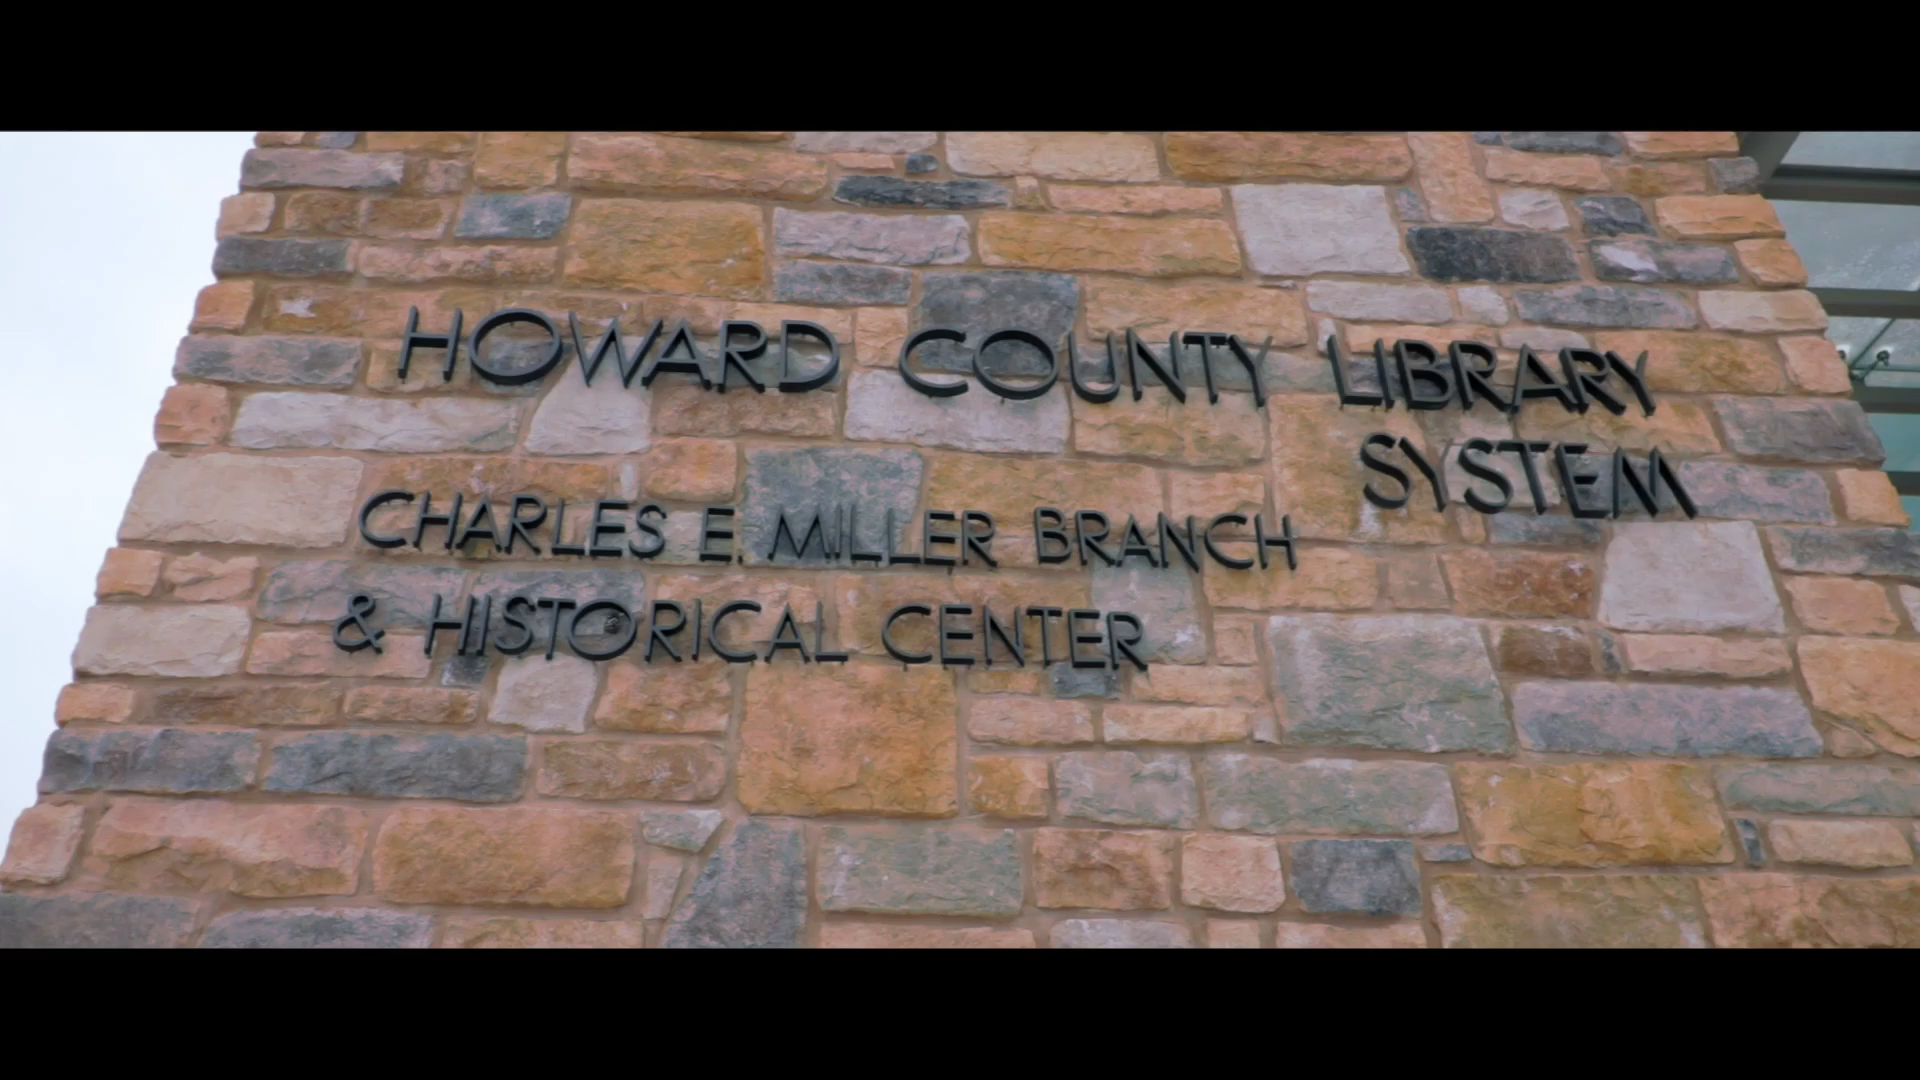 HOWARD COUNTY LIBRARY
SYSTEM
CHARLES E. MILLER BRANCH
& HISTORICAL CENTER